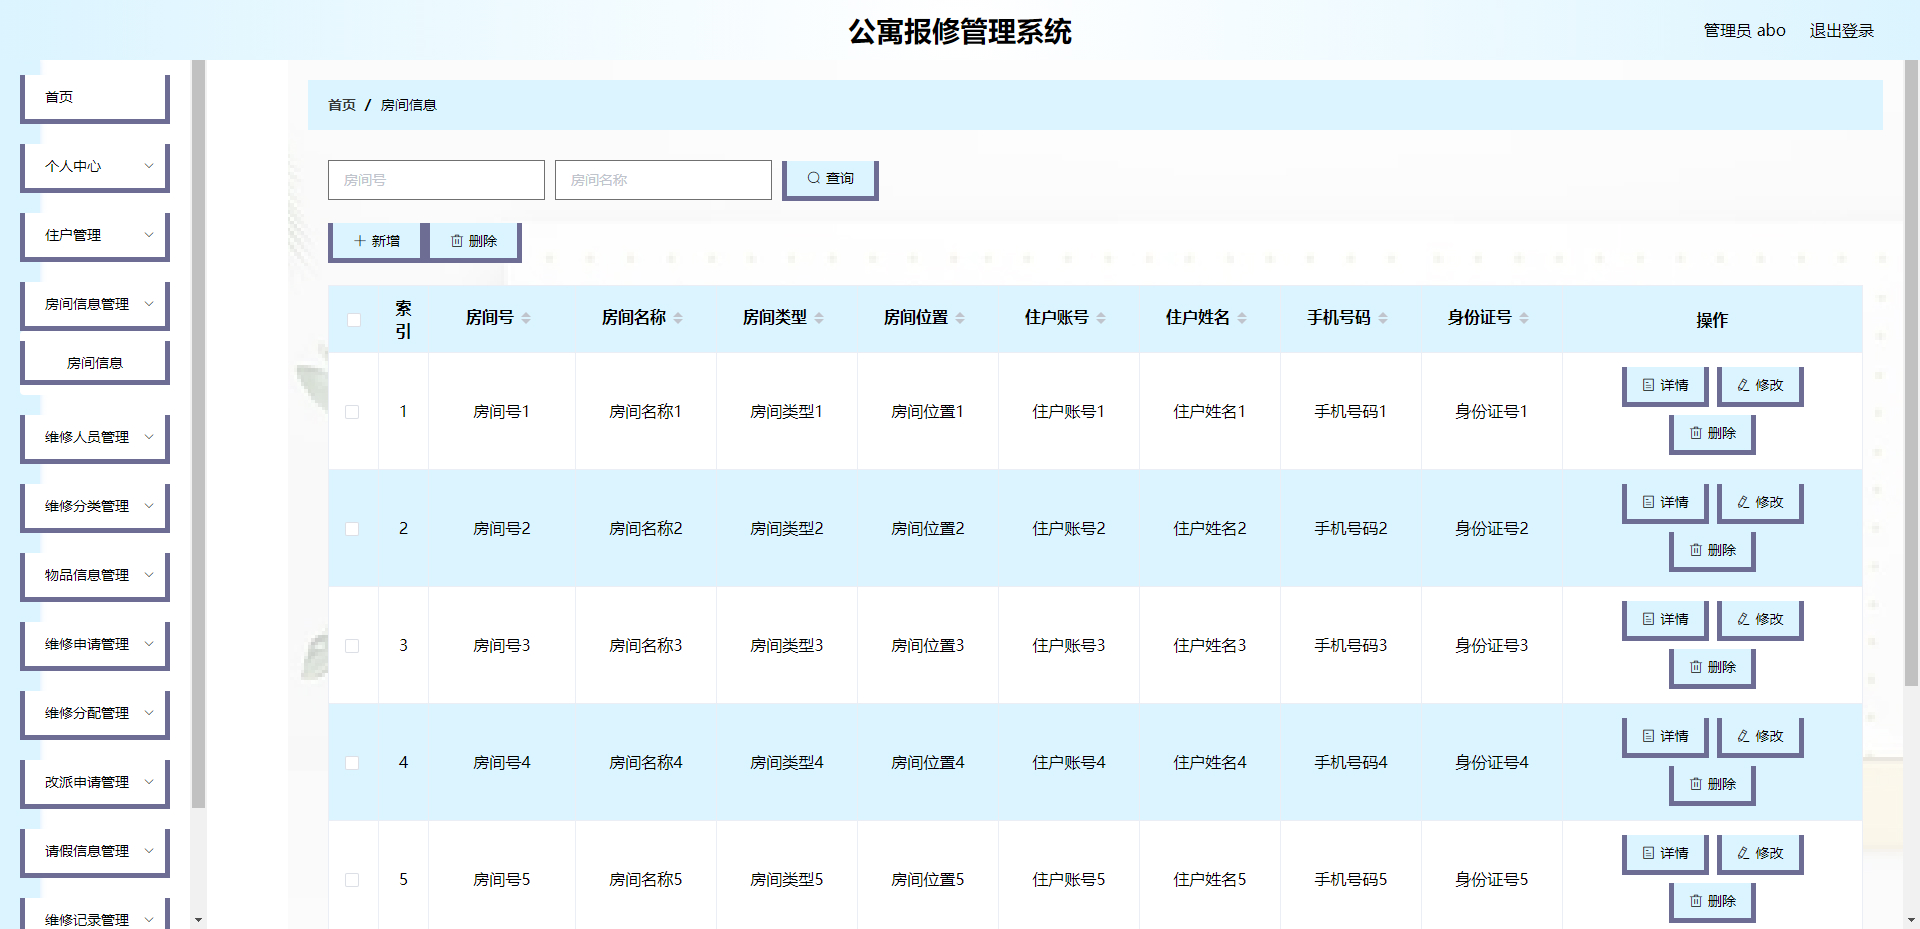 公寓报修管理系统
管理员 abo 退出登录
首页
个人中心
住户管理
房间信息管理
房间信息
维修人员管理
维修分类管理
物品信息管理
维修申请管理
维修分配管理
改派申请管理
请假信息管理
维修记录管理
首页 / 房间信息
房间号 房间名称 查询
新增 删除
索引 房间号 房间名称 房间类型 房间位置 住户账号 住户姓名 手机号码 身份证号 操作
1 房间号1 房间名称1 房间类型1 房间位置1 住户账号1 住户姓名1 手机号码1 身份证号1 详情 修改
删除
2 房间号2 房间名称2 房间类型2 房间位置2 住户账号2 住户姓名2 手机号码2 身份证号2 详情 修改
删除
3 房间号3 房间名称3 房间类型3 房间位置3 住户账号3 住户姓名3 手机号码3 身份证号3 详情 修改
删除
4 房间号4 房间名称4 房间类型4 房间位置4 住户账号4 住户姓名4 手机号码4 身份证号4 详情 修改
删除
5 房间号5 房间名称5 房间类型5 房间位置5 住户账号5 住户姓名5 手机号码5 身份证号5 详情 修改
删除